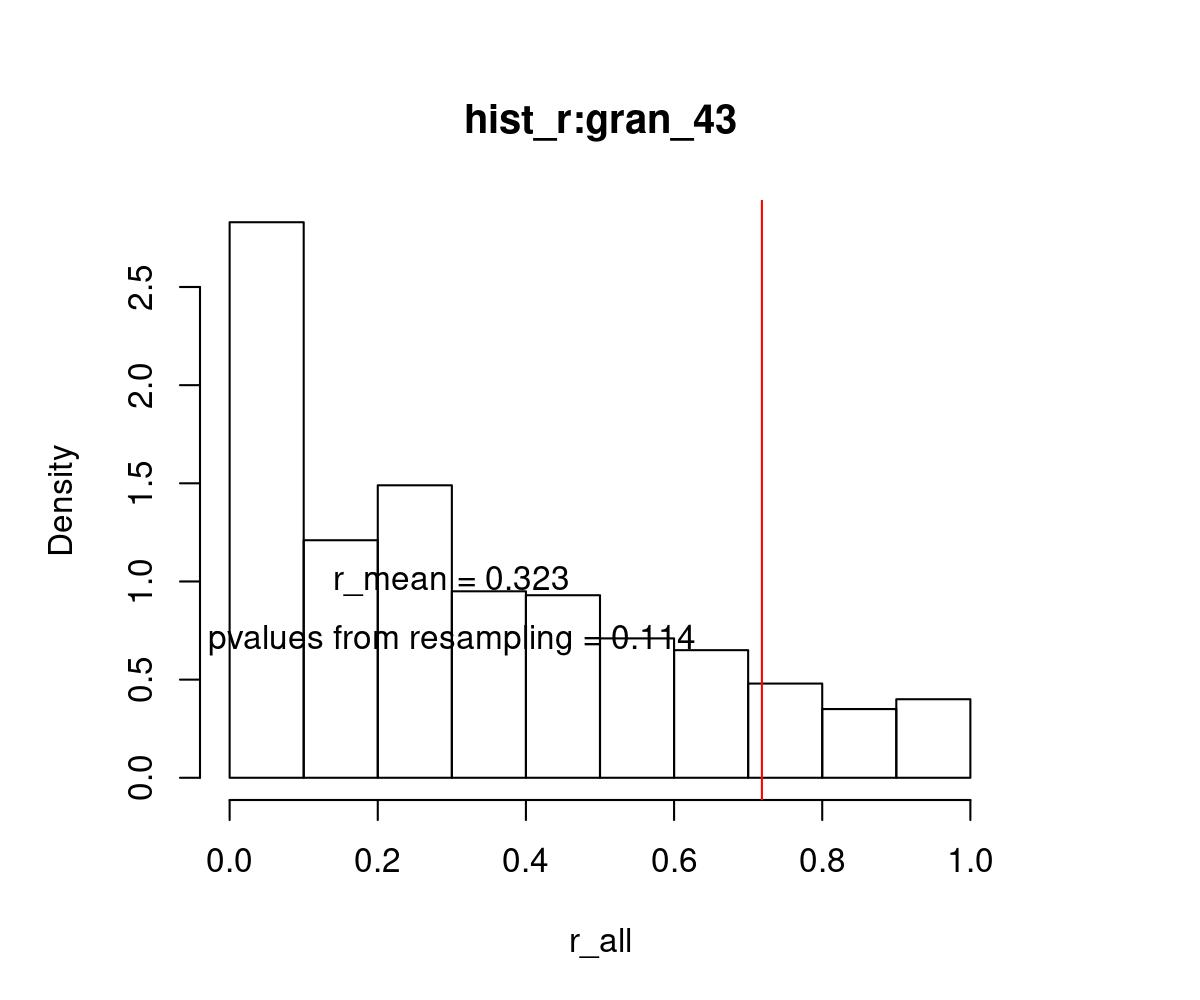 hist_r:gran_43
Density
2.5
2.0
1.5
1.0
0.5
0.0
r_mean = 0.323
pvalues from resampling = 0.114
0.0 0.2 0.4 0.6 0.8 1.0
r_all